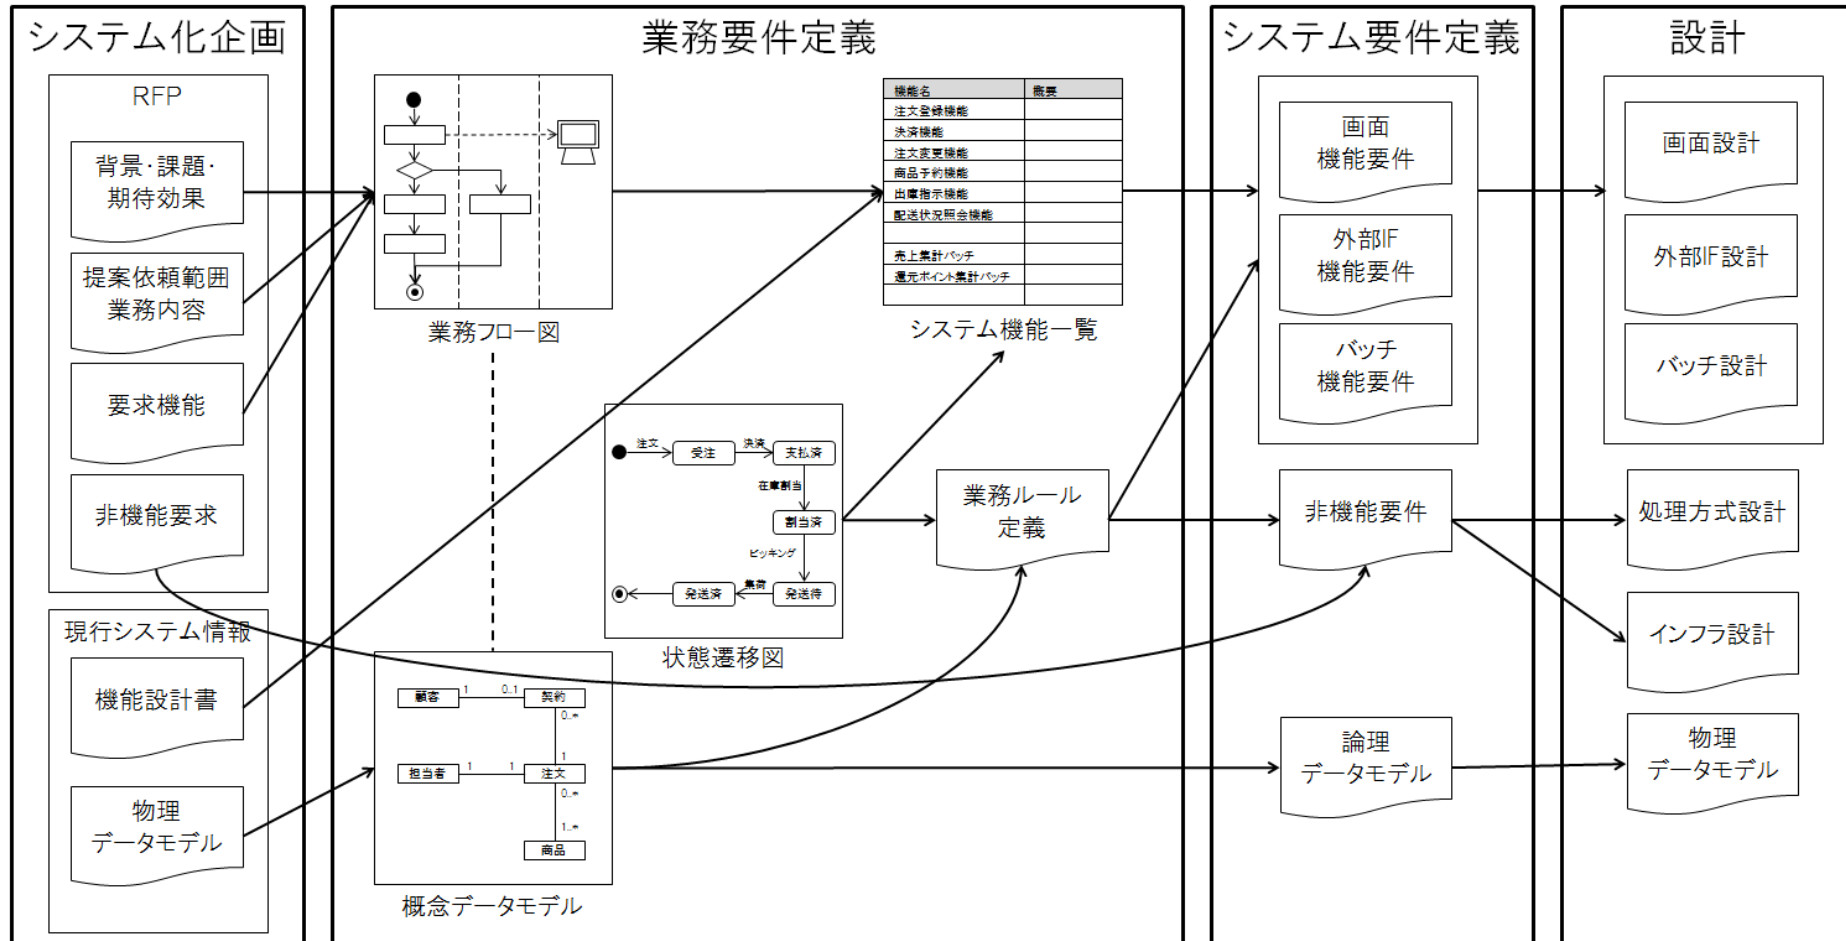 システム化企画
RFP
背景・課題・
期待効果
提案依頼範囲
業務内容
要求機能
非機能要求
現行システム情報
機能設計書
物理
データモデル
業務要件定義
業務フロー図
機能名 概要
注文登録機能
決済機能
注文変更機能
商品予約機能
出庫指示機能
配送状況照会機能
売上集計バッチ
還元ポイント集計バッチ
システム機能一覧
注文
受注
決済
支払済
在庫割当
割当済
ピッキング
発送済
集荷
発送待
状態遷移図
業務ルール
定義
顧客
1
0..1
契約
0..*
1
担当者
1
1
注文
0..*
1..*
商品
概念データモデル
システム要件定義
画面
機能要件
外部IF
機能要件
バッチ
機能要件
非機能要件
論理
データモデル
設計
画面設計
外部IF設計
バッチ設計
処理方式設計
インフラ設計
物理
データモデル